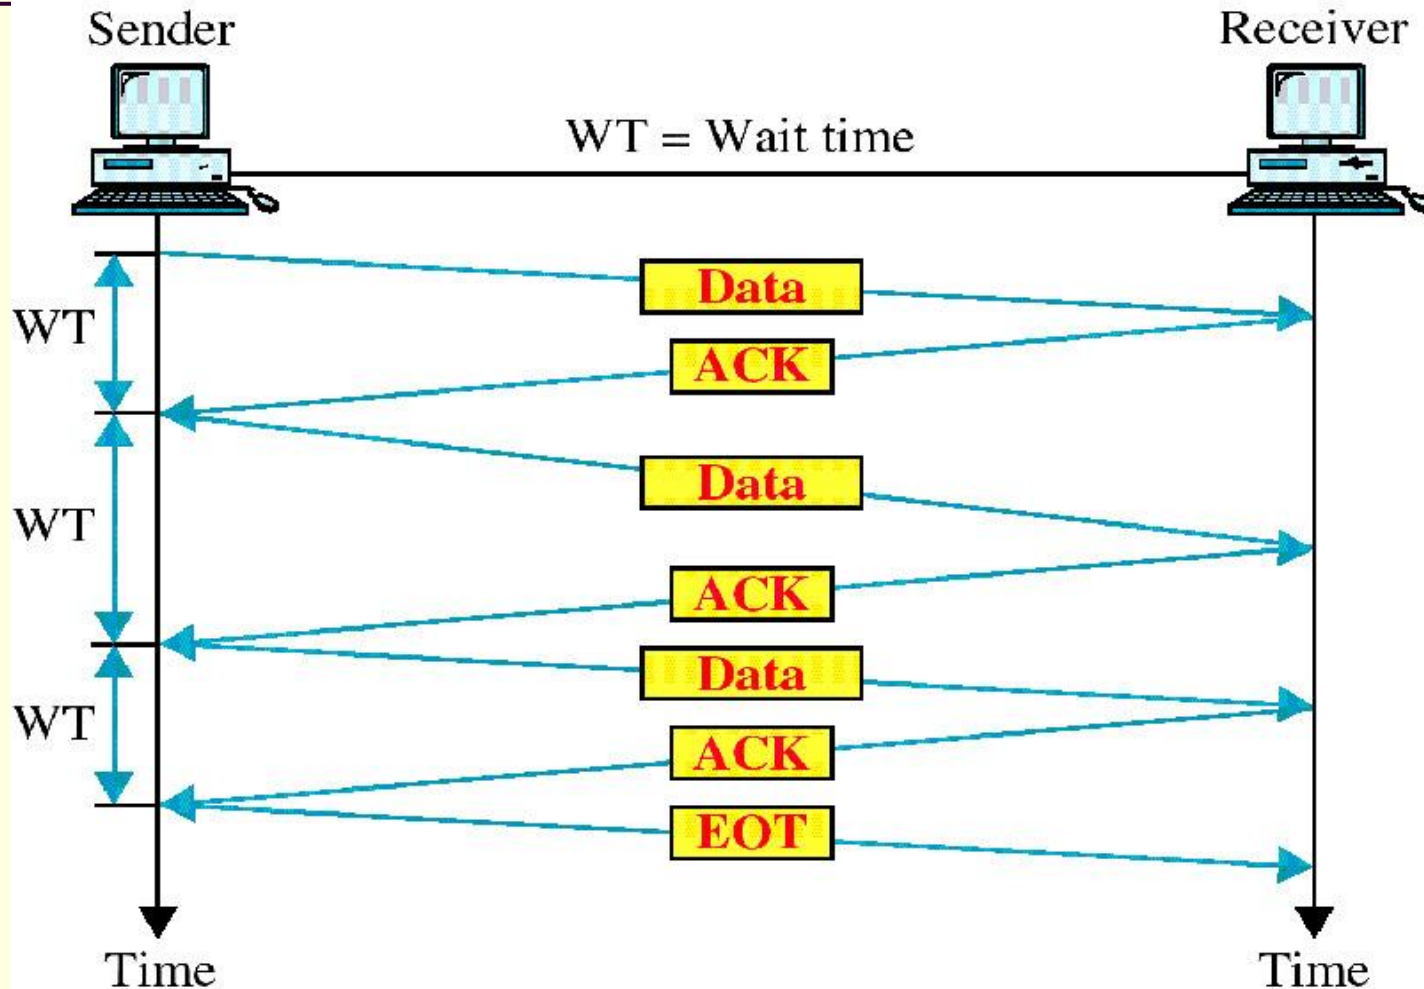 Sender
Receiver
WT = Wait time
Data
WT
ACK
Data
WT
ACK
Data
WT
ACK
EOT
Time
Time